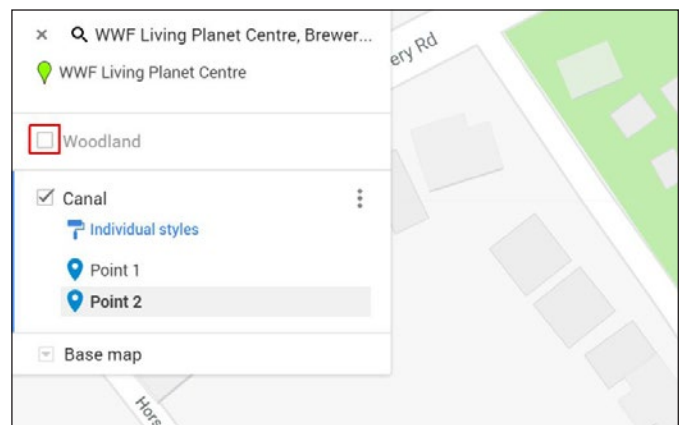 × WWF Living Planet Centre, Brewer...
WWF Living Planet Centre
Woodland
Canal
Individual styles
Point 1
Point 2
Base map
ery Rd
Hors